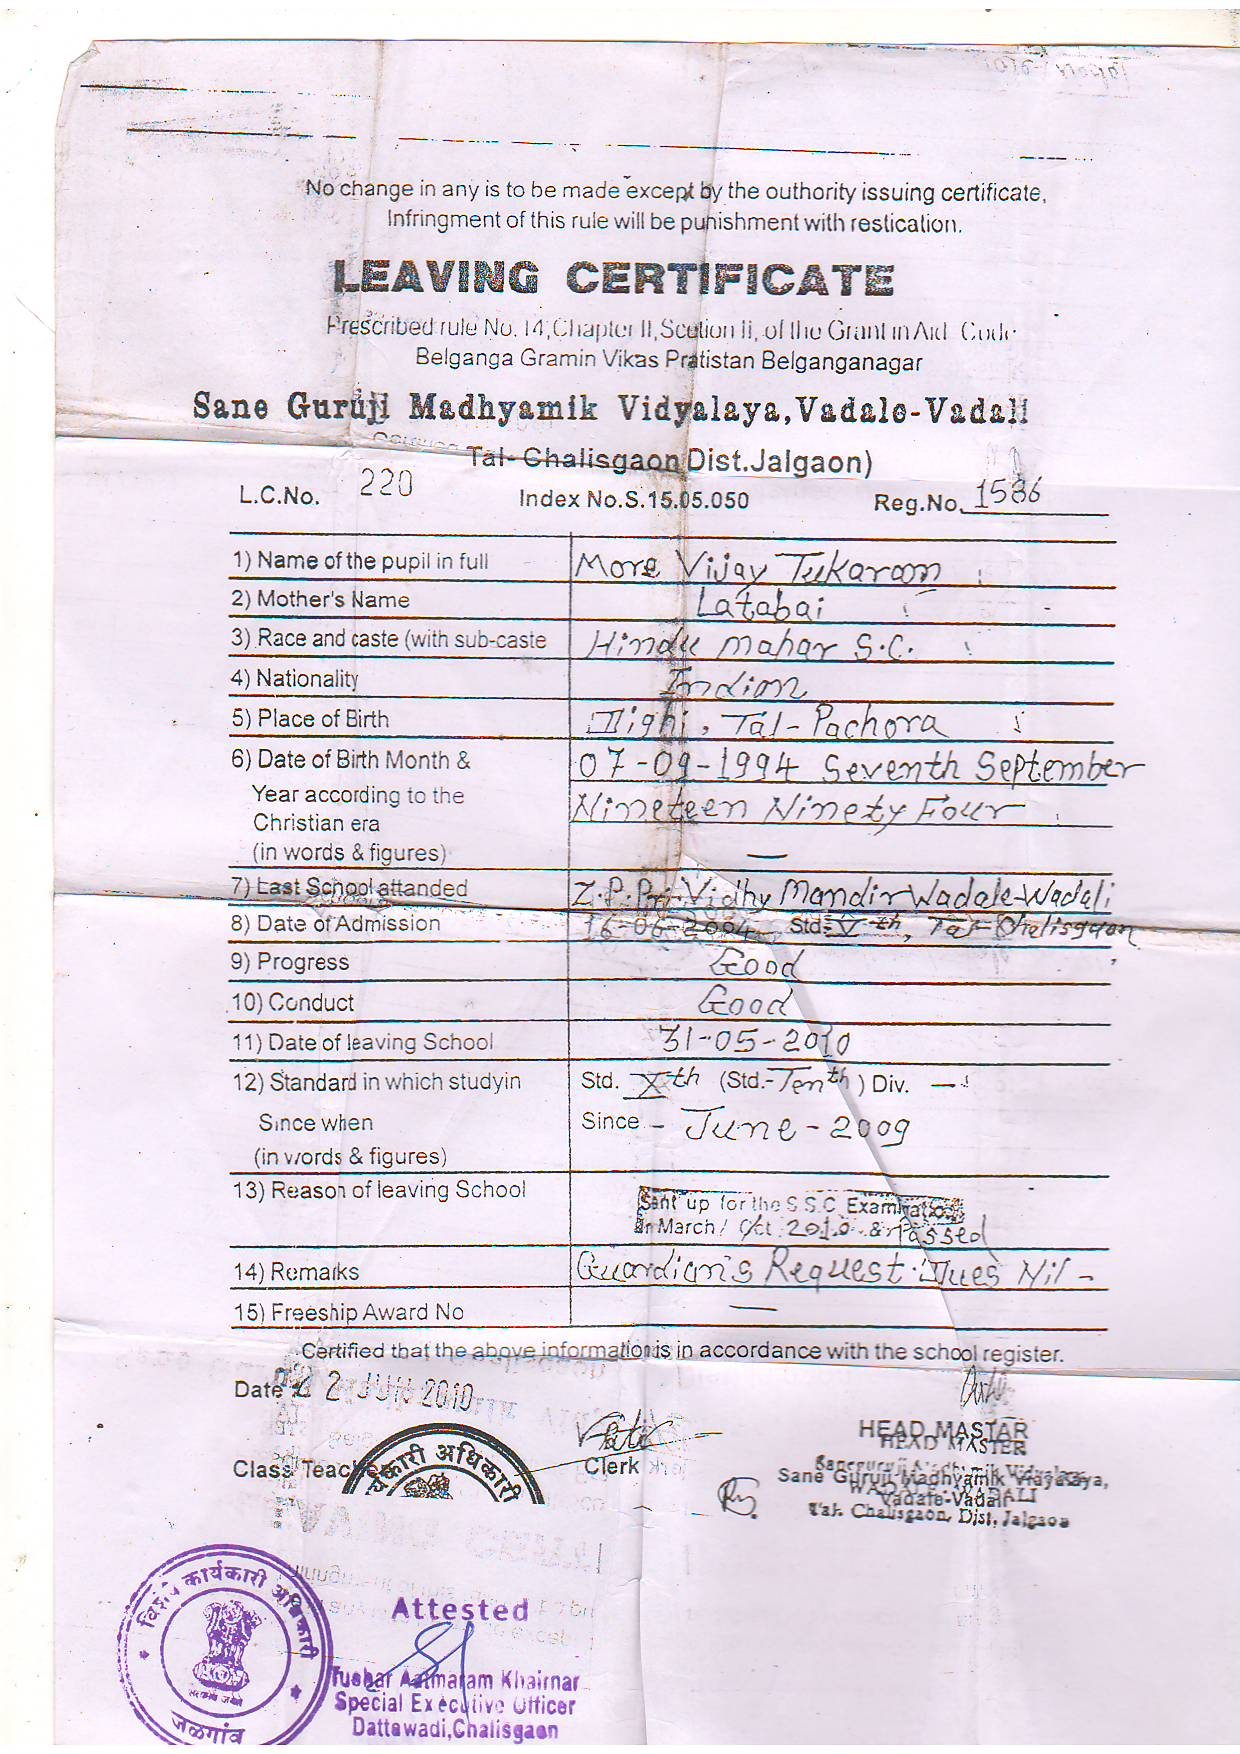 No change in any is to be made except by the outhority issuing certificate,
Infringment of this rule will be punishment with restication.
LEAVING CERTIFICATE
Prescribed rule No. 14, Chapter II, Section II, of the Grant in Aid Code
Belganga Gramin Vikas Pratistan Belganganagar
Sane Guruji Madhyamik Vidyalaya, Vadale-Vadali
Tal- Chalisgaon Dist. Jalgaon)
L.C.No. 220 Index No.S.15.05.050 Reg.No. 1586
1) Name of the pupil in full More Vijay Tukaram
2) Mother's Name Latabai
3) Race and caste (with sub-caste Hindu Mahar S.C.
4) Nationality Indian
5) Place of Birth Dighi, Tal-Pachora
6) Date of Birth Month & 07-09-1994 Seventh September
Year according to the Nineteen Ninety Four
Christian era
(in words & figures) —
7) Last School attanded Z.P. Pri. Vidhy Mandir Wadale-Wadali
8) Date of Admission 16-06-2004 Std. Vth, Tal-Chalisgaon
9) Progress Good
10) Conduct Good
11) Date of leaving School 31-05-2010
12) Standard in which studyin Std. Xth (Std.-Tenth) Div. —
Since when Since - June - 2009
(in words & figures)
13) Reason of leaving School Sent up for the S.S.C. Examination
in March/ Oct 2010 & Passed
14) Remarks Guardian's Request. Dues Nil -
15) Freeship Award No —
Certified that the above information is in accordance with the school register.
Date 2 JUN 2010
HEAD MASTAR
HEAD MASTER
Class Teacher Clerk
Sane Guruji Madhyamik Vidyalaya,
Vadale-Vadali
Tal. Chalisgaon, Dist. Jalgaon
कार्यकारी अधिकारी
विशेष कार्यकारी अधिकारी
जळगांव
Attested
Tushar Aatmaram Khairnar
Special Executive Officer
Dattawadi, Chalisgaon